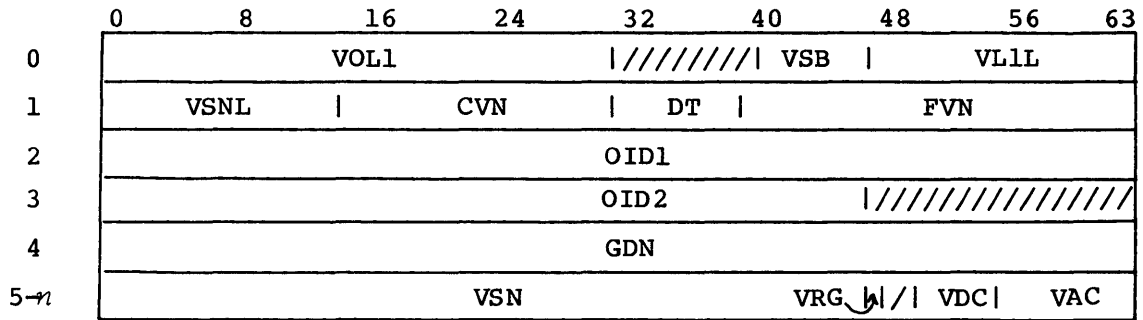 0 8 16 24 32 40 48 56 63
0 VOL1 |////////| VSB | VL1L
1 VSNL | CVN | DT | FVN
2 OID1
3 OID2 |////////////////
4 GDN
5-n VSN VRG | |/| VDC| VAC